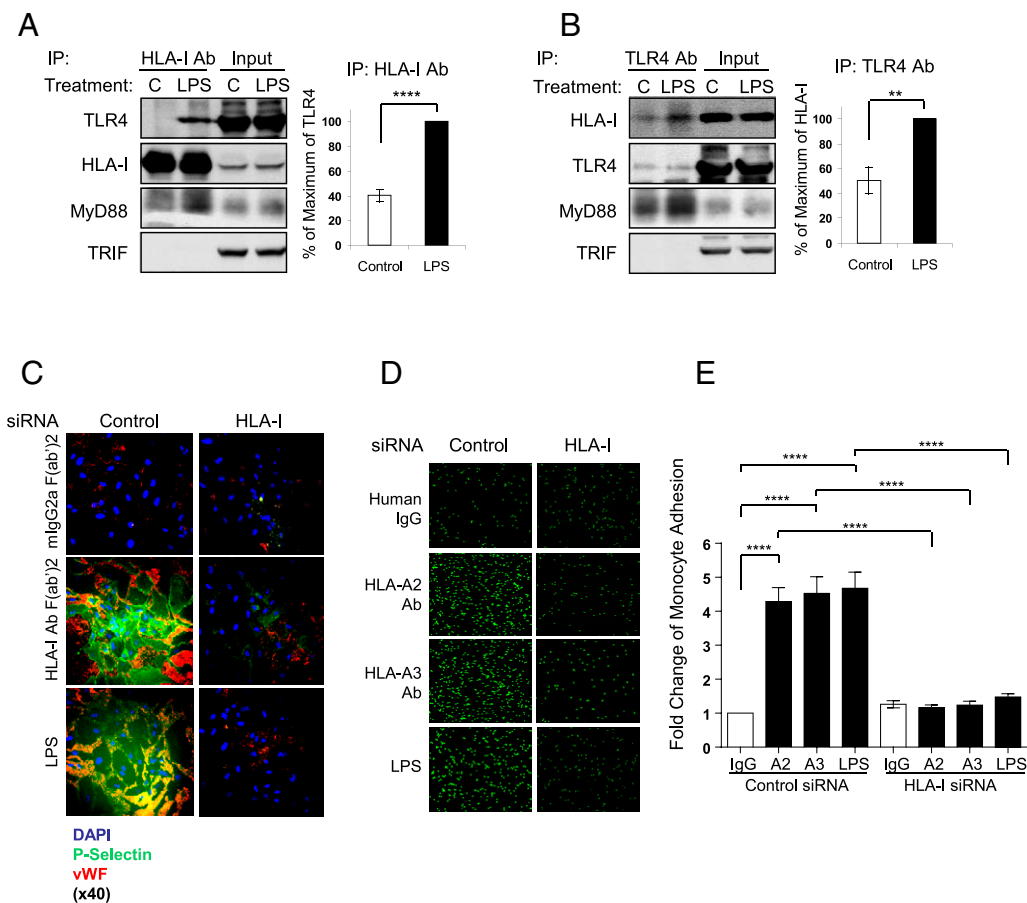 A
IP: HLA-I Ab Input
Treatment: C LPS C LPS
TLR4
HLA-I
MyD88
TRIF
IP: HLA-I Ab
****
% of Maximum of TLR4
100
80
60
40
20
0
Control LPS
B
IP: TLR4 Ab Input
Treatment: C LPS C LPS
HLA-I
TLR4
MyD88
TRIF
IP: TLR4 Ab
**
% of Maximum of HLA-I
100
80
60
40
20
0
Control LPS
C
siRNA Control HLA-I
mIgG2a F(ab')2
HLA-I Ab F(ab')2
LPS
DAPI
P-Selectin
vWF
(x40)
D
siRNA Control HLA-I
Human
IgG
HLA-A2
Ab
HLA-A3
Ab
LPS
E
****
****
****
****
****
****
Fold Change of Monocyte Adhesion
6
5
4
2
1
0
IgG A2 A3 LPS IgG A2 A3 LPS
Control siRNA HLA-I siRNA